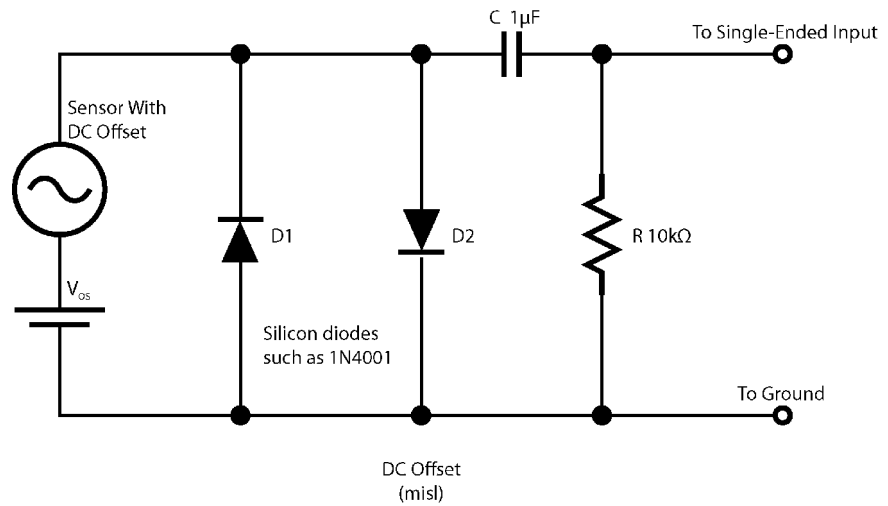 C 1µF
To Single-Ended Input
Sensor With
DC Offset
D1
D2
R 10kΩ
Vos
Silicon diodes
such as 1N4001
To Ground
DC Offset
(misl)